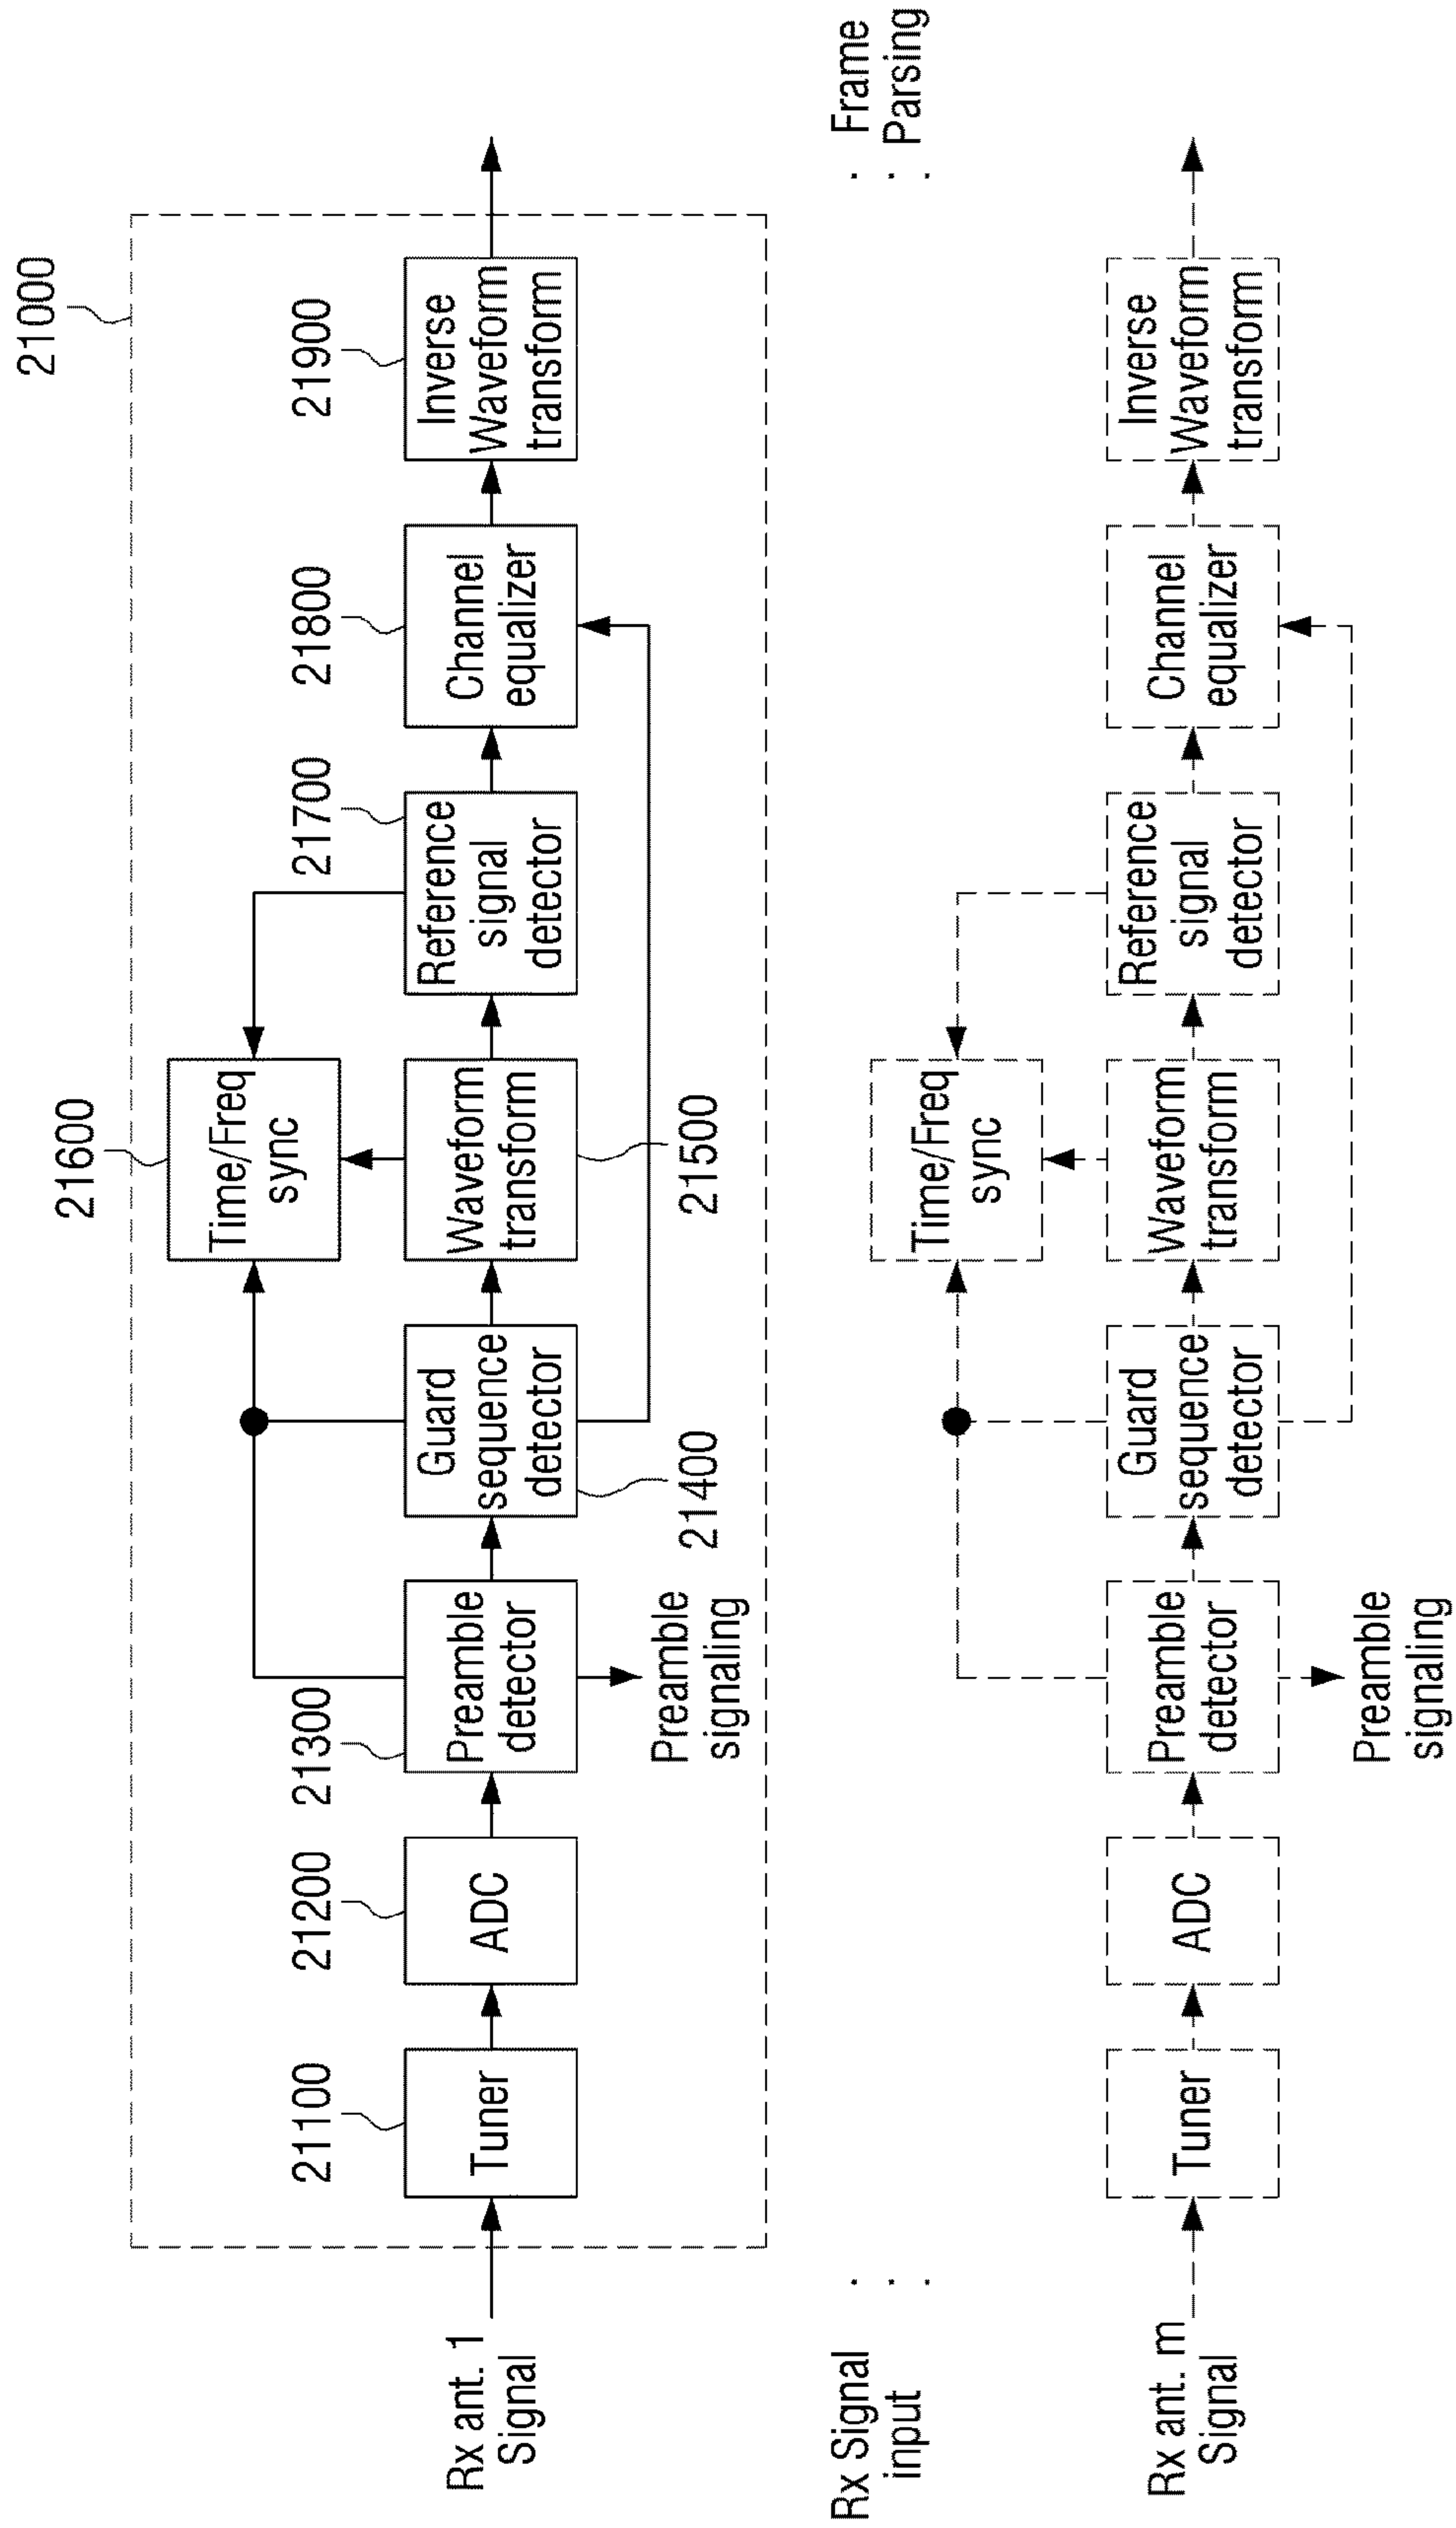 21000
21600
21100
21200
21300
21700
21800
21900
Time/Freq
sync
Rx ant. 1
Signal
Tuner
ADC
Preamble
detector
Guard
sequence
detector
Waveform
transform
Reference
signal
detector
Channel
equalizer
Inverse
Waveform
transform
Preamble
signaling
21400
21500
Rx Signal
input
.
.
.
.
.
.
Frame
Parsing
Time/Freq
sync
Rx ant. m
Signal
Tuner
ADC
Preamble
detector
Guard
sequence
detector
Waveform
transform
Reference
signal
detector
Channel
equalizer
Inverse
Waveform
transform
Preamble
signaling